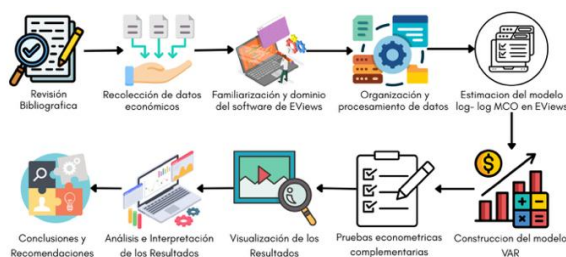 Revisión
Bibliografica
Recolección de datos
económicos
Familiarización y dominio
del software de EViews
Organización y
procesamiento de datos
Estimacion del modelo
log- log MCO en EViews
Conclusiones y
Recomendaciones
Análisis e Interpretación
de los Resultados
Visualización de los
Resultados
Pruebas econometricas
complementarias
Construccion del modelo
VAR